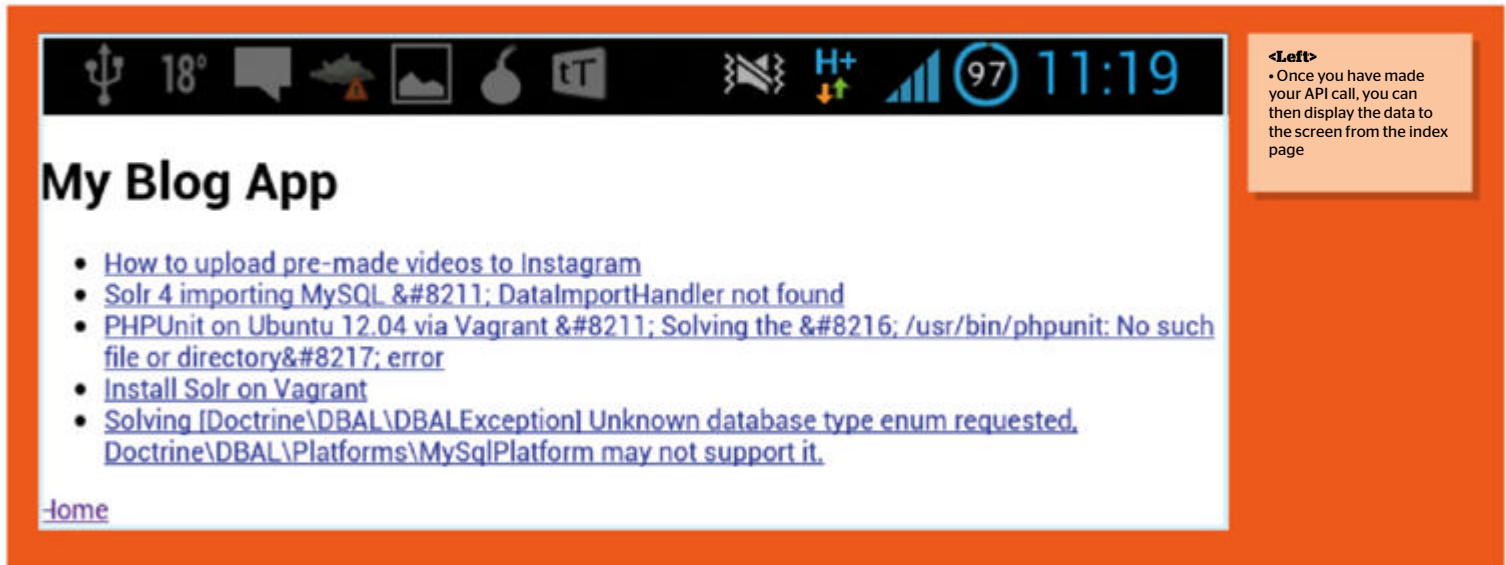 18°
tT
H+
97
11:19
My Blog App
• How to upload pre-made videos to Instagram
• Solr 4 importing MySQL &#8211; DataImportHandler not found
• PHPUnit on Ubuntu 12.04 via Vagrant &#8211; Solving the &#8216; /usr/bin/phpunit: No such
file or directory&#8217; error
• Install Solr on Vagrant
• Solving [Doctrine\DBAL\DBALException] Unknown database type enum requested,
Doctrine\DBAL\Platforms\MySqlPlatform may not support it.
Home
<Left>
• Once you have made
your API call, you can
then display the data to
the screen from the index
page